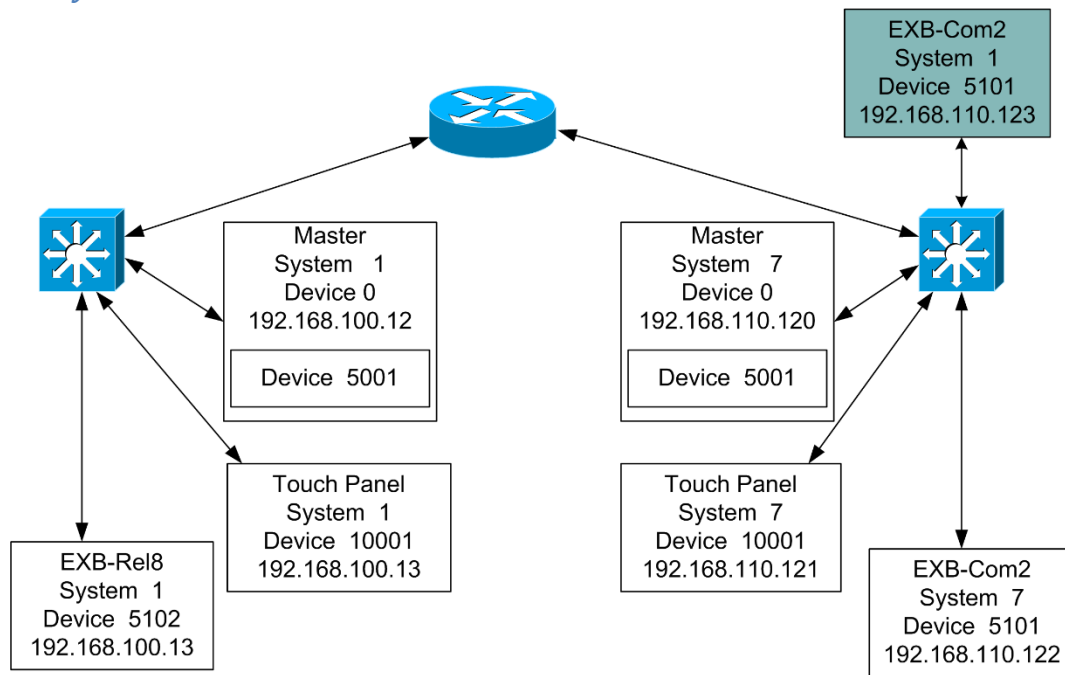 EXB-Com2
System 1
Device 5101
192.168.110.123
Master
System 1
Device 0
192.168.100.12
Device 5001
Master
System 7
Device 0
192.168.110.120
Device 5001
Touch Panel
System 1
Device 10001
192.168.100.13
Touch Panel
System 7
Device 10001
192.168.110.121
EXB-Rel8
System 1
Device 5102
192.168.100.13
EXB-Com2
System 7
Device 5101
192.168.110.122